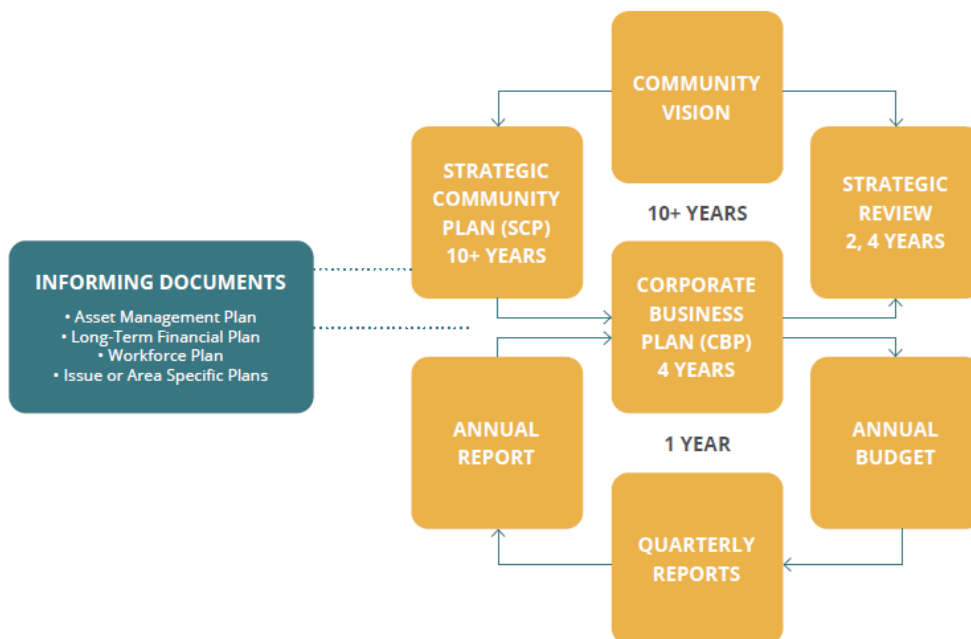 COMMUNITY
VISION
STRATEGIC
COMMUNITY
PLAN (SCP)
10+ YEARS
10+ YEARS
STRATEGIC
REVIEW
2, 4 YEARS
INFORMING DOCUMENTS
• Asset Management Plan
• Long-Term Financial Plan
• Workforce Plan
• Issue or Area Specific Plans
CORPORATE
BUSINESS
PLAN (CBP)
4 YEARS
ANNUAL
REPORT
1 YEAR
ANNUAL
BUDGET
QUARTERLY
REPORTS